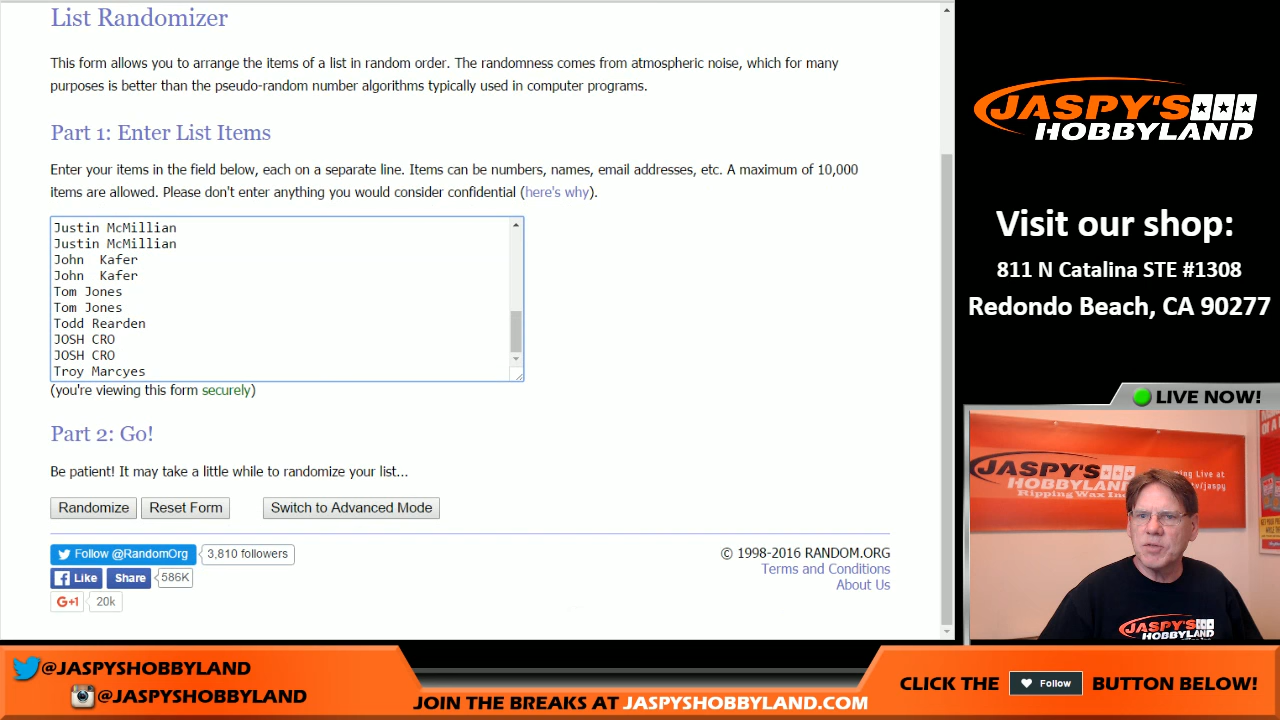 List Randomizer
This form allows you to arrange the items of a list in random order. The randomness comes from atmospheric noise, which for many
purposes is better than the pseudo-random number algorithms typically used in computer programs.
Part 1: Enter List Items
Enter your items in the field below, each on a separate line. Items can be numbers, names, email addresses, etc. A maximum of 10,000
items are allowed. Please don't enter anything you would consider confidential (here's why).
Justin McMillian
Justin McMillian
John  Kafer
John  Kafer
Tom Jones
Tom Jones
Todd Rearden
JOSH CRO
JOSH CRO
Troy Marcyes
(you're viewing this form securely)
Part 2: Go!
Be patient! It may take a little while to randomize your list...
Randomize
Reset Form
Switch to Advanced Mode
Follow @RandomOrg
3,810 followers
Like
Share
586K
G+1
20k
© 1998-2016 RANDOM.ORG
Terms and Conditions
About Us
JASPY'S
HOBBYLAND
Visit our shop:
811 N Catalina STE #1308
Redondo Beach, CA 90277
LIVE NOW!
JASPY'S
HOBBYLAND
ing Live at
tv/jaspy
JASPY'S
HOBBYLAND
@JASPYSHOBBYLAND
@JASPYSHOBBYLAND
JOIN THE BREAKS AT JASPYSHOBBYLAND.COM
CLICK THE
Follow
BUTTON BELOW!